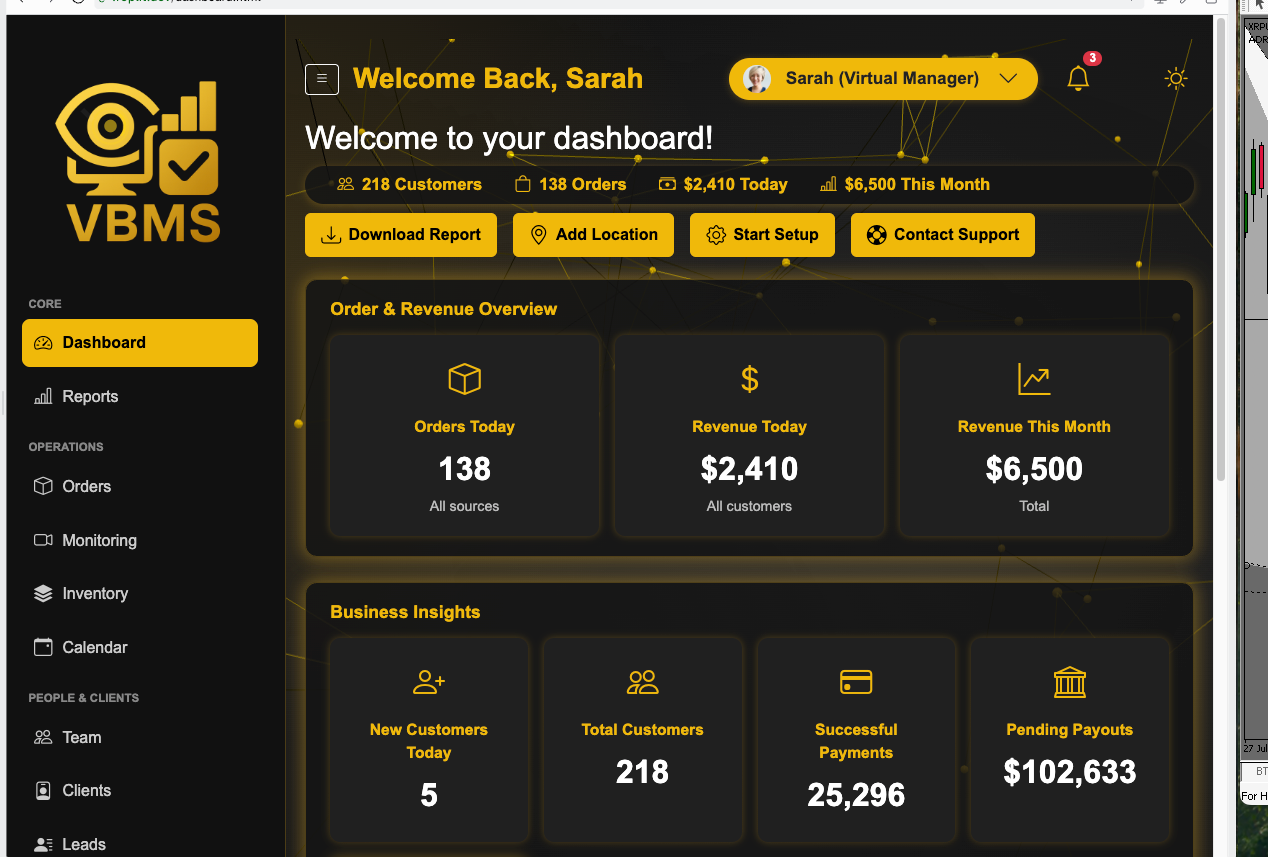 Welcome Back, Sarah
Sarah (Virtual Manager)
3
Welcome to your dashboard!
218 Customers
138 Orders
$2,410 Today
$6,500 This Month
Download Report
Add Location
Start Setup
Contact Support
VBMS
CORE
Dashboard
Reports
OPERATIONS
Orders
Monitoring
Inventory
Calendar
PEOPLE & CLIENTS
Team
Clients
Leads
Order & Revenue Overview
Orders Today
138
All sources
Revenue Today
$2,410
All customers
Revenue This Month
$6,500
Total
Business Insights
New Customers
Today
5
Total Customers
218
Successful
Payments
25,296
Pending Payouts
$102,633
27 Jul
BT
For H